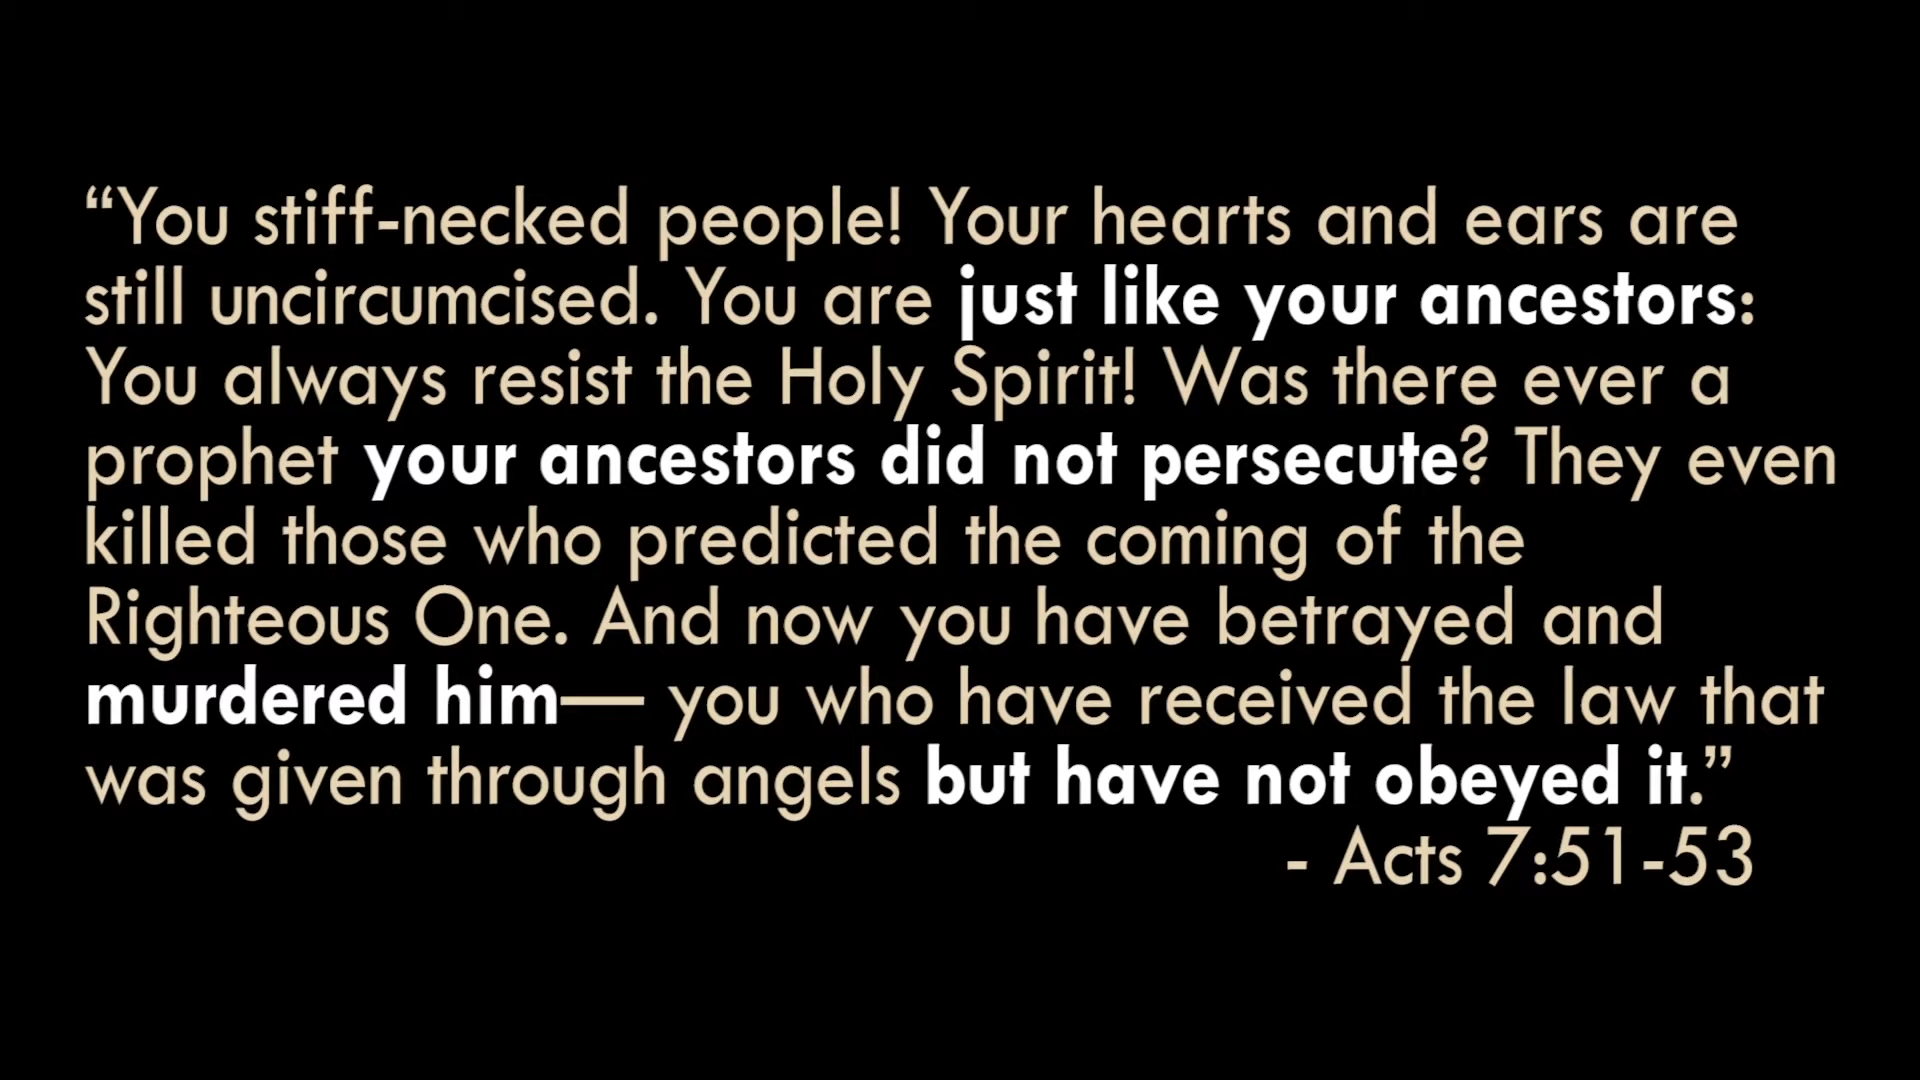 “You stiff-necked people! Your hearts and ears are
still uncircumcised. You are just like your ancestors:
You always resist the Holy Spirit! Was there ever a
prophet your ancestors did not persecute? They even
killed those who predicted the coming of the
Righteous One. And now you have betrayed and
murdered him— you who have received the law that
was given through angels but have not obeyed it.”
- Acts 7:51-53